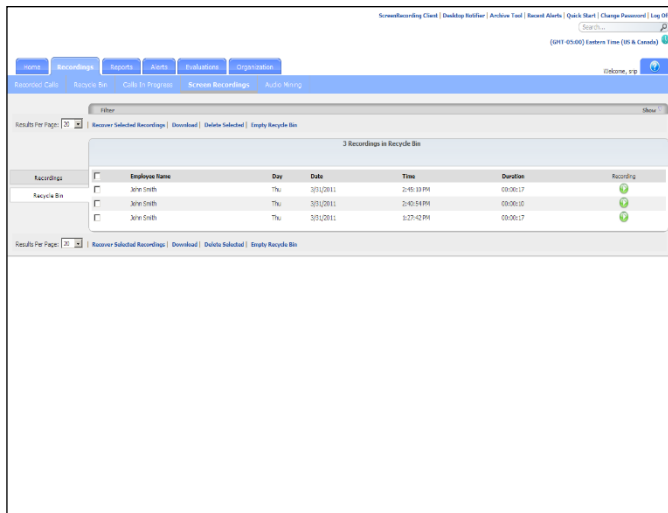 ScreenRecording Client | Desktop Notifier | Archive Tool | Recent Alerts | Quick Start | Change Password | Log Off
Search...
(GMT-05:00) Eastern Time (US & Canada)
Home Recordings Reports Alerts Evaluations Organization
Welcome, srp
Recorded Calls Recycle Bin Calls In Progress Screen Recordings Audio Mining
Filter Show
Results Per Page: 20 | Recover Selected Recordings | Download | Delete Selected | Empty Recycle Bin
3 Recordings in Recycle Bin
Recordings
Recycle Bin
Employee Name Day Date Time Duration Recording
John Smith Thu 3/31/2011 2:45:10 PM 00:00:17
John Smith Thu 3/31/2011 2:40:54 PM 00:00:10
John Smith Thu 3/31/2011 1:27:42 PM 00:00:17
Results Per Page: 20 | Recover Selected Recordings | Download | Delete Selected | Empty Recycle Bin